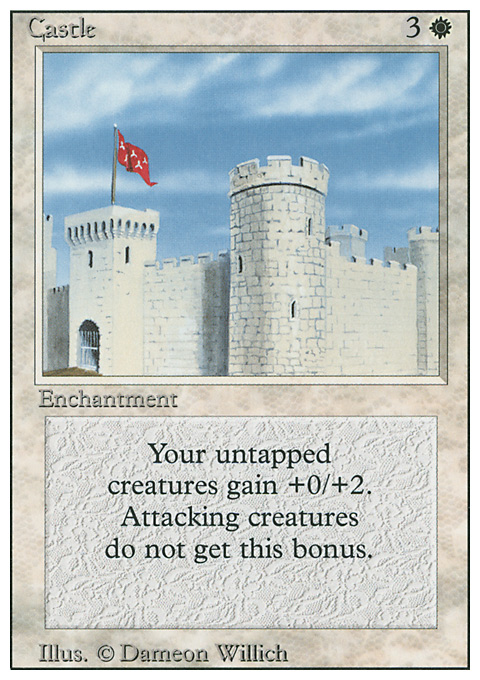 Castle 3
Enchantment
Your untapped
creatures gain +0/+2.
Attacking creatures
do not get this bonus.
Illus. © Dameon Willich